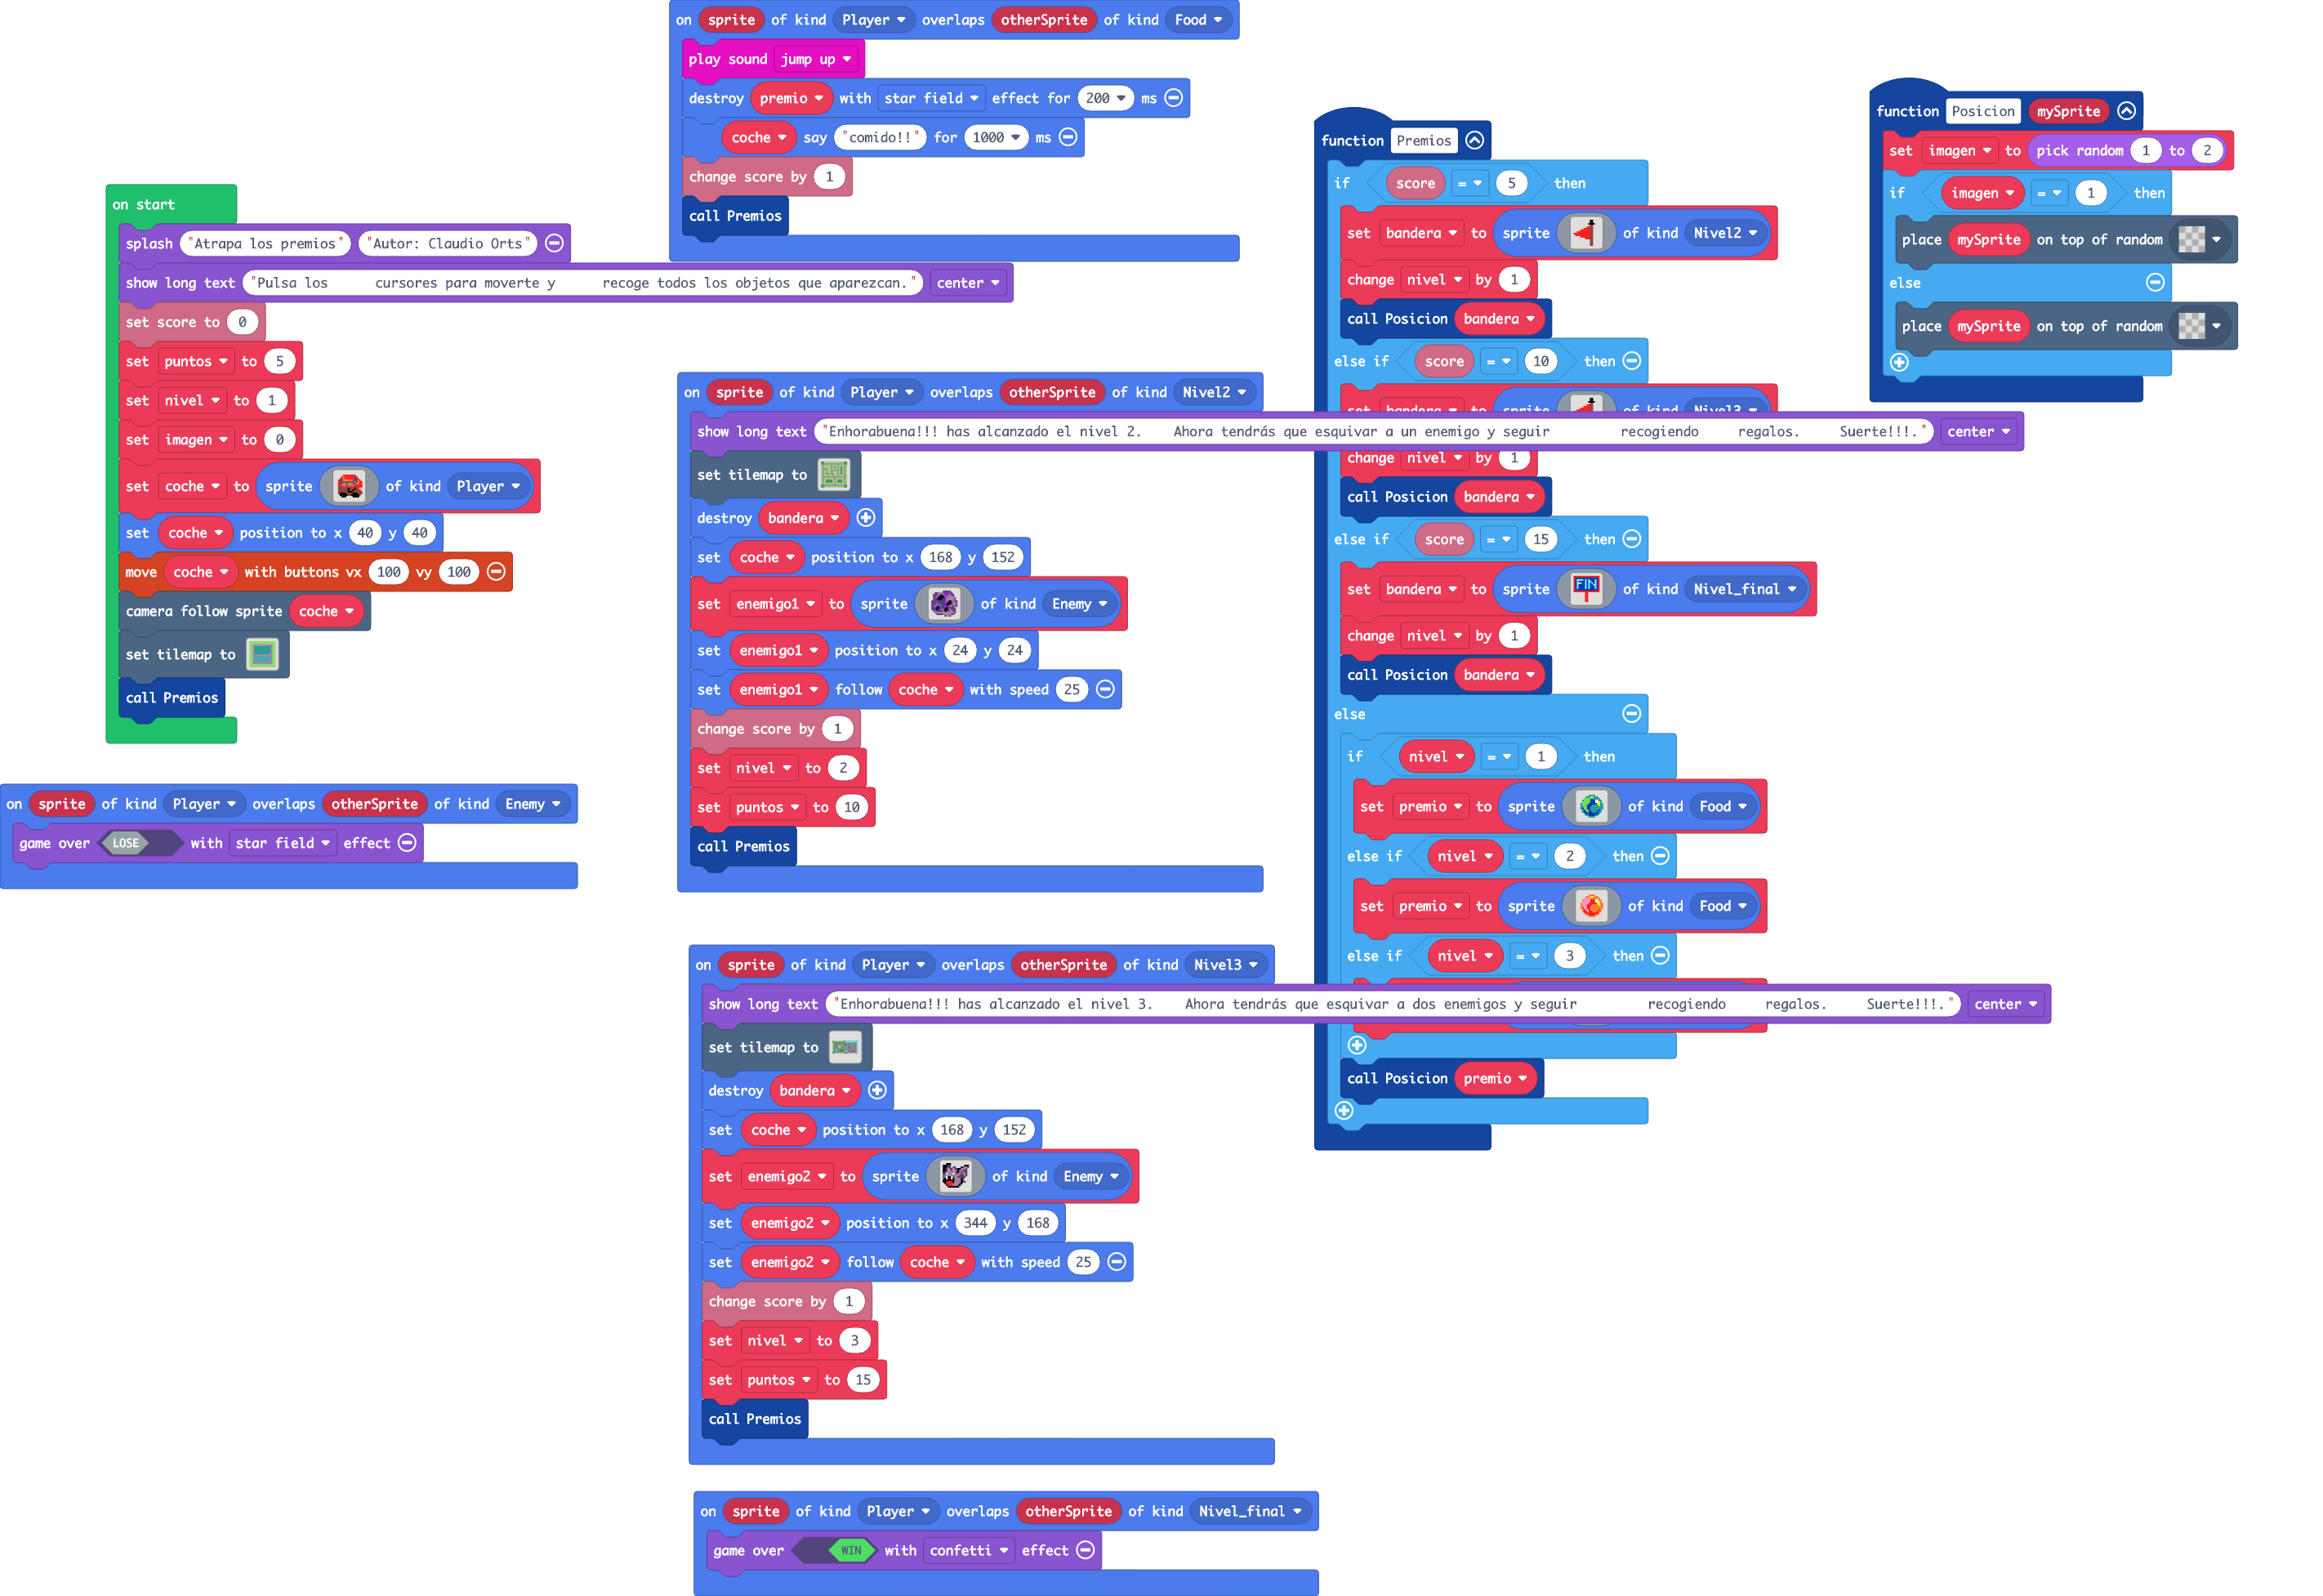 on start
splash "Atrapa los premios" "Autor: Claudio Orts"
show long text "Pulsa los      cursores para moverte y      recoge todos los objetos que aparezcan." center
set score to 0
set puntos to 5
set nivel to 1
set imagen to 0
set coche to sprite of kind Player
set coche position to x 40 y 40
move coche with buttons vx 100 vy 100
camera follow sprite coche
set tilemap to
call Premios
on sprite of kind Player overlaps otherSprite of kind Enemy
game over LOSE with star field effect
on sprite of kind Player overlaps otherSprite of kind Food
play sound jump up
destroy premio with star field effect for 200 ms
coche say "comido!!" for 1000 ms
change score by 1
call Premios
on sprite of kind Player overlaps otherSprite of kind Nivel2
show long text "Enhorabuena!!! has alcanzado el nivel 2.    Ahora tendrás que esquivar a un enemigo y seguir         recogiendo     regalos.     Suerte!!!." center
set tilemap to
destroy bandera
set coche position to x 168 y 152
set enemigo1 to sprite of kind Enemy
set enemigo1 position to x 24 y 24
set enemigo1 follow coche with speed 25
change score by 1
set nivel to 2
set puntos to 10
call Premios
on sprite of kind Player overlaps otherSprite of kind Nivel3
show long text "Enhorabuena!!! has alcanzado el nivel 3.    Ahora tendrás que esquivar a dos enemigos y seguir         recogiendo     regalos.     Suerte!!!." center
set tilemap to
destroy bandera
set coche position to x 168 y 152
set enemigo2 to sprite of kind Enemy
set enemigo2 position to x 344 y 168
set enemigo2 follow coche with speed 25
change score by 1
set nivel to 3
set puntos to 15
call Premios
on sprite of kind Player overlaps otherSprite of kind Nivel_final
game over WIN with confetti effect
function Premios
if score = 5 then
set bandera to sprite of kind Nivel2
change nivel by 1
call Posicion bandera
else if score = 10 then
set bandera to sprite of kind Nivel3
change nivel by 1
call Posicion bandera
else if score = 15 then
set bandera to sprite FIN of kind Nivel_final
change nivel by 1
call Posicion bandera
else
if nivel = 1 then
set premio to sprite of kind Food
else if nivel = 2 then
set premio to sprite of kind Food
else if nivel = 3 then
call Posicion premio
function Posicion mySprite
set imagen to pick random 1 to 2
if imagen = 1 then
place mySprite on top of random
else
place mySprite on top of random